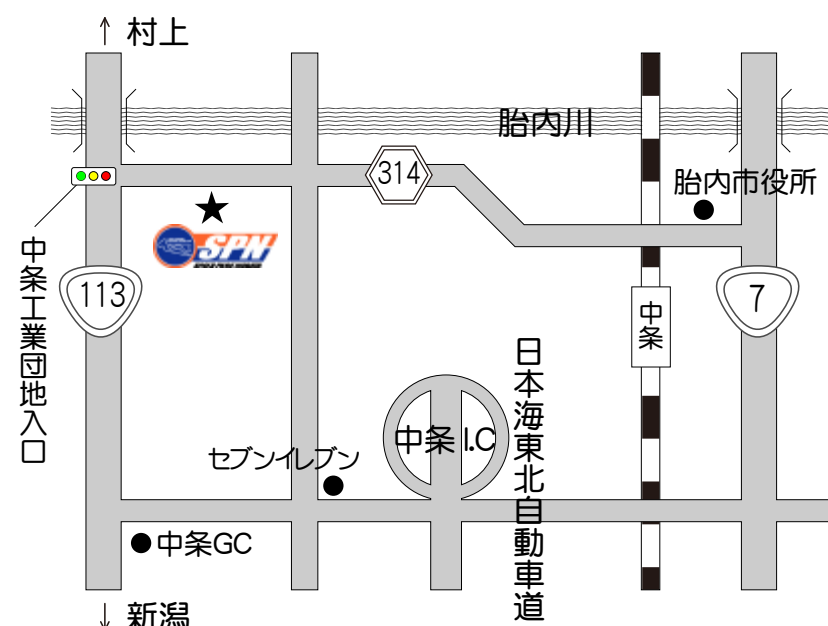 ↑ 村上
胎内川
314
胎内市役所
SPN
中条工業団地入口
113
7
中条
日本海東北自動車道
中条 I.C
セブンイレブン
中条GC
↓ 新潟